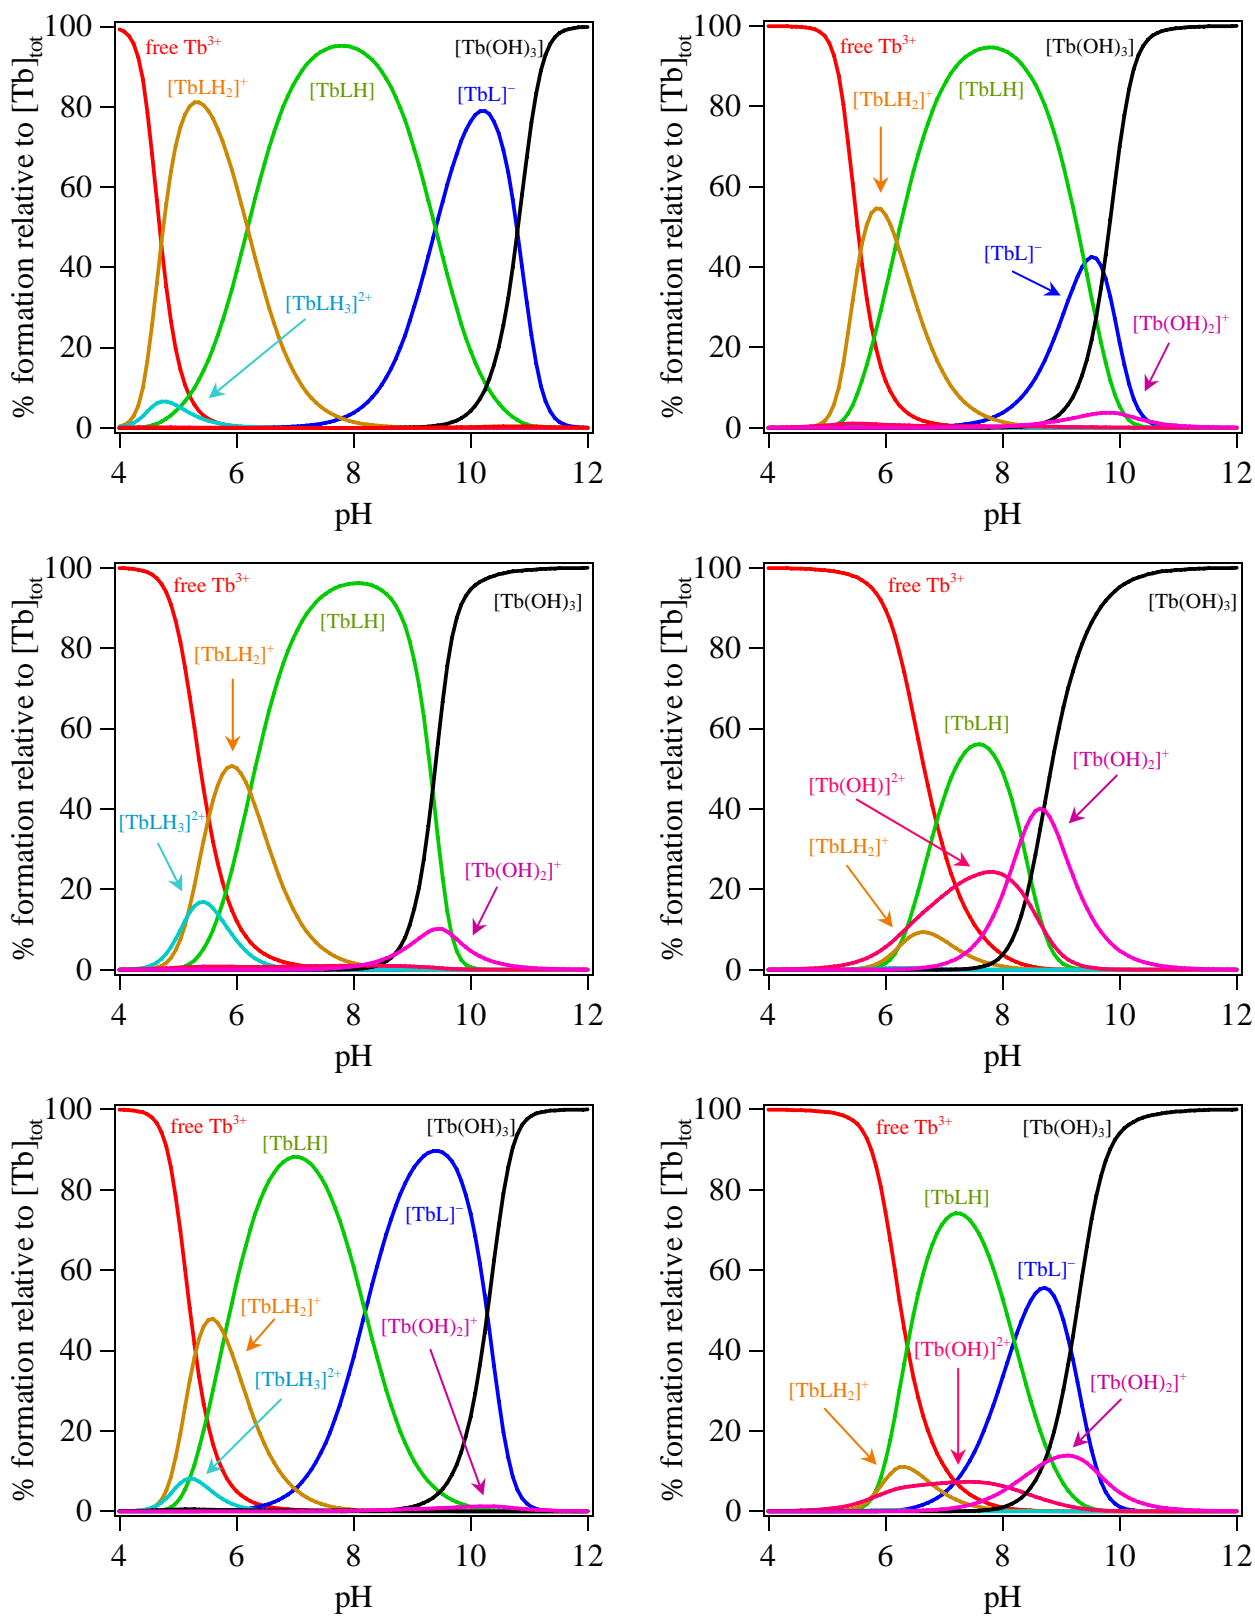 % formation relative to [Tb]tot
100
80
60
40
20
0
free Tb³⁺
[Tb(OH)₃]
[TbLH₂]⁺
[TbLH]
[TbL]⁻
[TbLH₃]²⁺
4 6 8 10 12
pH
% formation relative to [Tb]tot
100
80
60
40
20
0
free Tb³⁺
[Tb(OH)₃]
[TbLH₂]⁺
[TbLH]
[TbL]⁻
[Tb(OH)₂]⁺
4 6 8 10 12
pH
% formation relative to [Tb]tot
100
80
60
40
20
0
free Tb³⁺
[Tb(OH)₃]
[TbLH]
[TbLH₂]⁺
[TbLH₃]²⁺
[Tb(OH)₂]⁺
4 6 8 10 12
pH
% formation relative to [Tb]tot
100
80
60
40
20
0
free Tb³⁺
[Tb(OH)₃]
[TbLH]
[Tb(OH)₂]⁺
[Tb(OH)]²⁺
[TbLH₂]⁺
4 6 8 10 12
pH
% formation relative to [Tb]tot
100
80
60
40
20
0
free Tb³⁺
[Tb(OH)₃]
[TbLH]
[TbL]⁻
[TbLH₂]⁺
[Tb(OH)₂]⁺
[TbLH₃]²⁺
4 6 8 10 12
pH
% formation relative to [Tb]tot
100
80
60
40
20
0
free Tb³⁺
[Tb(OH)₃]
[TbLH]
[TbL]⁻
[Tb(OH)]²⁺
[TbLH₂]⁺
[Tb(OH)₂]⁺
4 6 8 10 12
pH